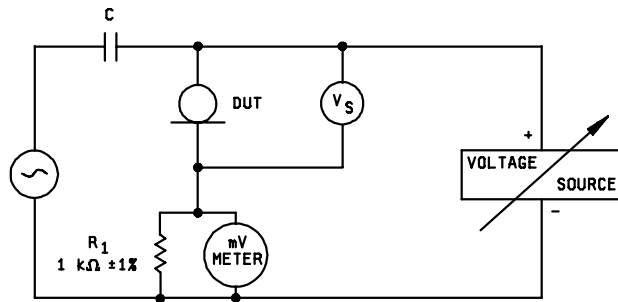 C
DUT
VS
+
VOLTAGE
SOURCE
-
R1
1 kΩ ±1%
mV
METER